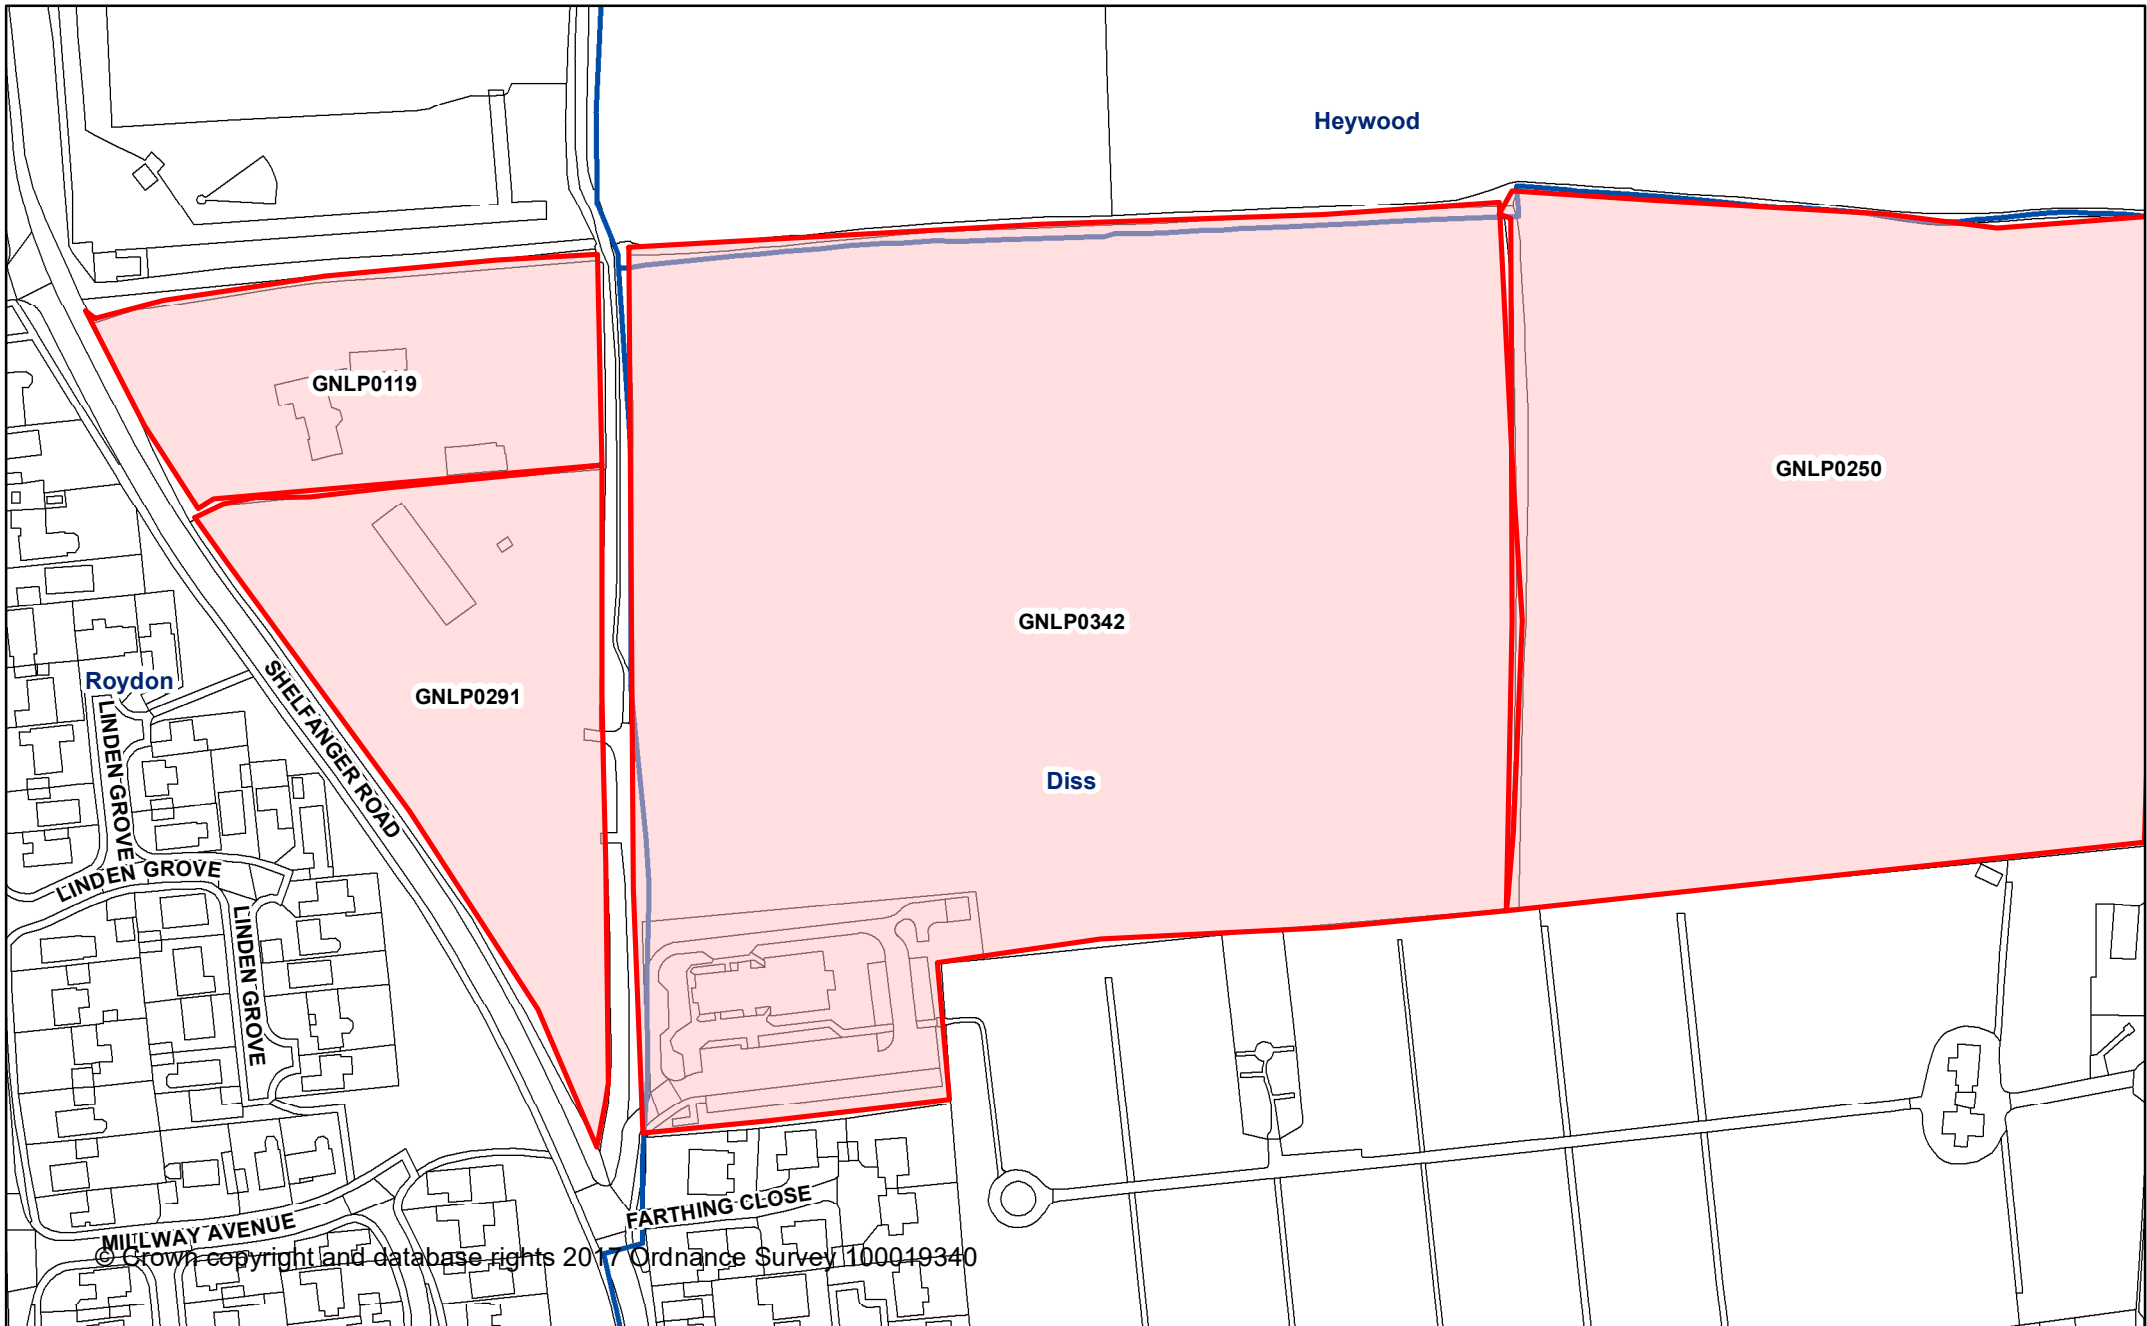 Heywood
GNLP0119
GNLP0250
GNLP0342
Roydon
GNLP0291
SHELFANGER ROAD
LINDEN GROVE
Diss
LINDEN GROVE
LINDEN GROVE
FARTHING CLOSE
MILLWAY AVENUE
© Crown copyright and database rights 2017 Ordnance Survey 100019340